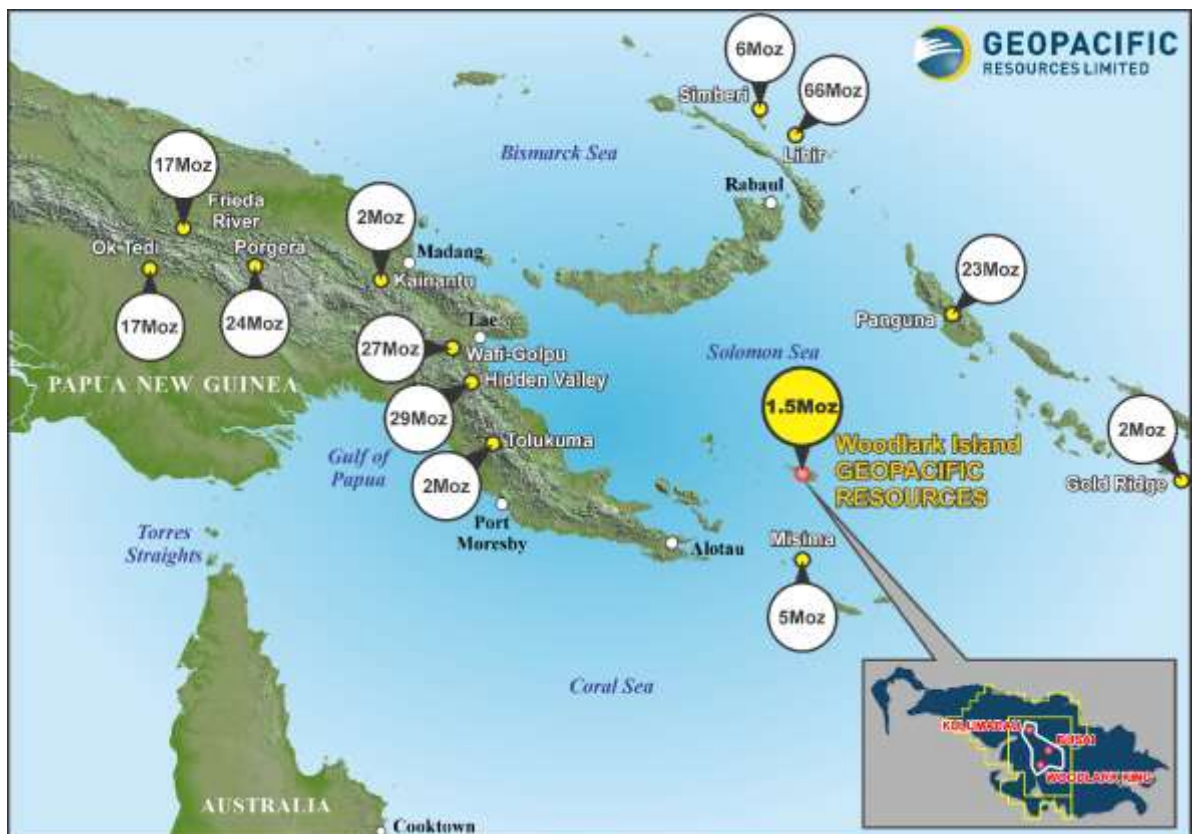 GEOPACIFIC
RESOURCES LIMITED
6Moz
Simberi
66Moz
Lihir
Bismarck Sea
Rabaul
17Moz
Frieda
River
2Moz
Madang
Ok Tedi
Porgera
Kainantu
17Moz
24Moz
23Moz
Panguna
Lae
27Moz
Wafi-Golpu
Solomon Sea
PAPUA NEW GUINEA
Hidden Valley
29Moz
1.5Moz
Woodlark Island
GEOPACIFIC
RESOURCES
2Moz
Gold Ridge
Gulf of
Papua
Tolukuma
2Moz
Port
Moresby
Alotau
Torres
Straights
Misima
5Moz
Coral Sea
KULUMADAU
BUSAI
WOODLARK KING
AUSTRALIA
Cooktown